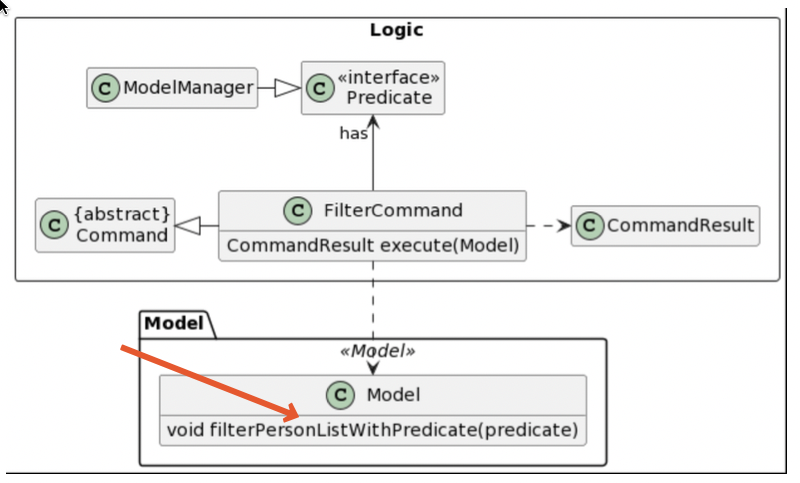 Logic
C ModelManager
C «interface»
Predicate
has
C {abstract}
Command
C FilterCommand
CommandResult execute(Model)
C CommandResult
Model
«Model»
C Model
void filterPersonListWithPredicate(predicate)